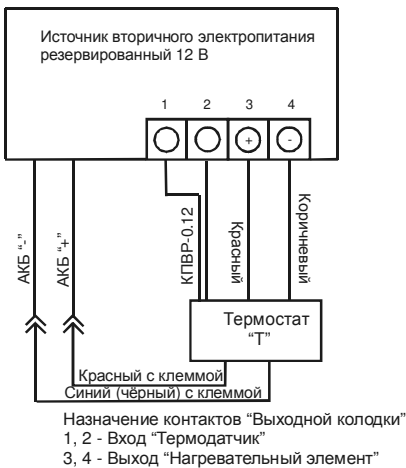 Источник вторичного электропитания
резервированный 12 В
1 2 3 4
+ -
АКБ "-"
АКБ "+"
КПВР-0.12
Красный
Коричневый
Термостат
"Т"
Красный с клеммой
Синий (чёрный) с клеммой
Назначение контактов "Выходной колодки"
1, 2 - Вход "Термодатчик"
3, 4 - Выход "Нагревательный элемент"